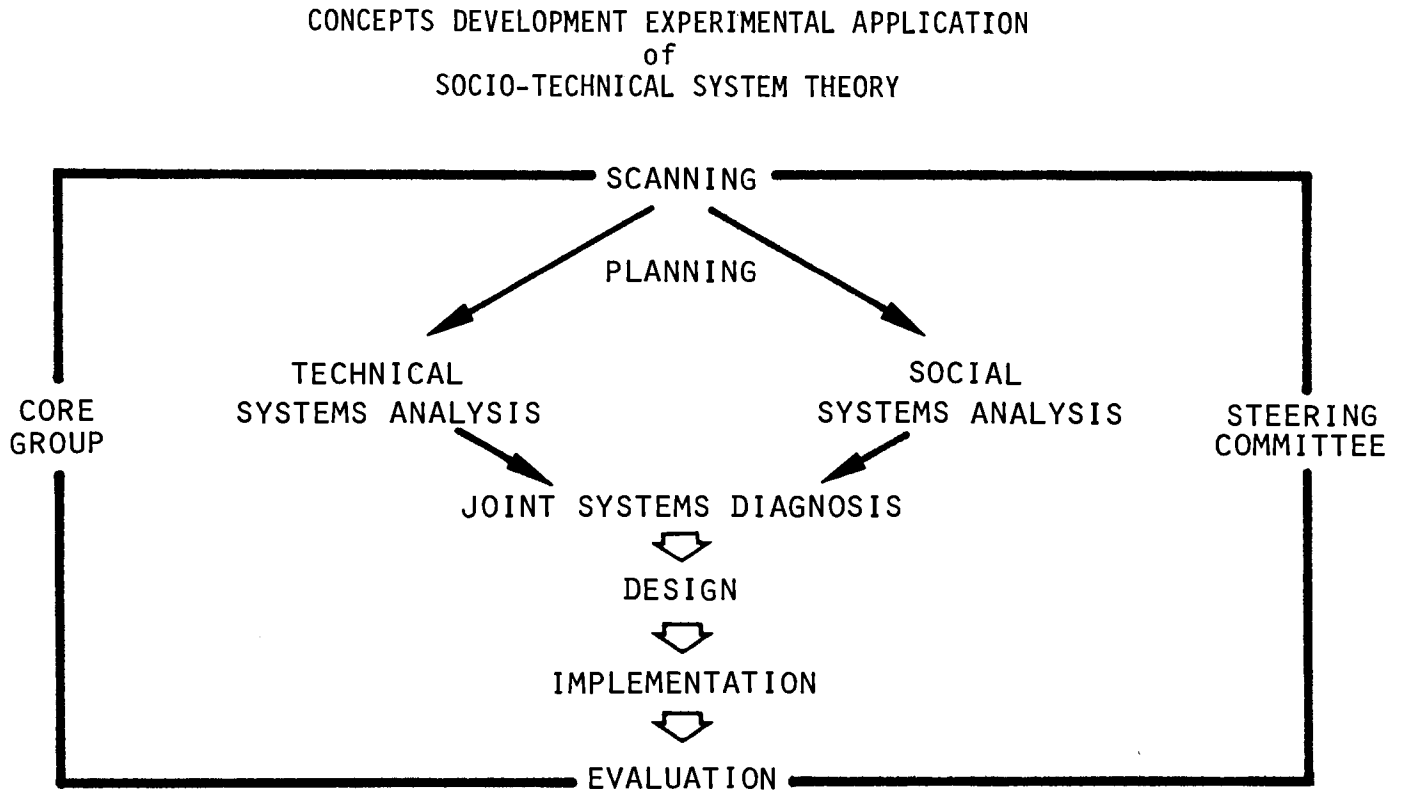 CONCEPTS DEVELOPMENT EXPERIMENTAL APPLICATION
of
SOCIO-TECHNICAL SYSTEM THEORY
SCANNING
PLANNING
TECHNICAL
SYSTEMS ANALYSIS
SOCIAL
SYSTEMS ANALYSIS
CORE
GROUP
STEERING
COMMITTEE
JOINT SYSTEMS DIAGNOSIS
DESIGN
IMPLEMENTATION
EVALUATION